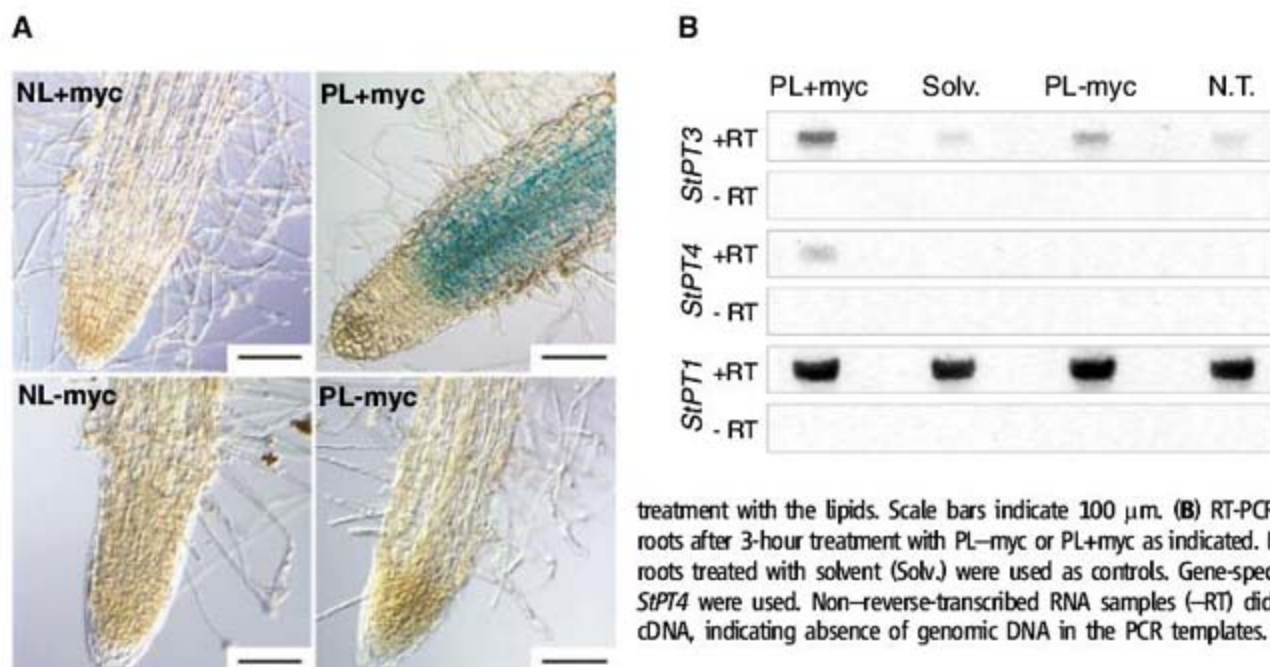 A
B
NL+myc
PL+myc
NL-myc
PL-myc
PL+myc Solv. PL-myc N.T.
StPT3 +RT
- RT
StPT4 +RT
- RT
StPT1 +RT
- RT
treatment with the lipids. Scale bars indicate 100 μm. (B) RT-PCR
roots after 3-hour treatment with PL–myc or PL+myc as indicated.
roots treated with solvent (Solv.) were used as controls. Gene-spec
StPT4 were used. Non–reverse-transcribed RNA samples (–RT) did
cDNA, indicating absence of genomic DNA in the PCR templates.